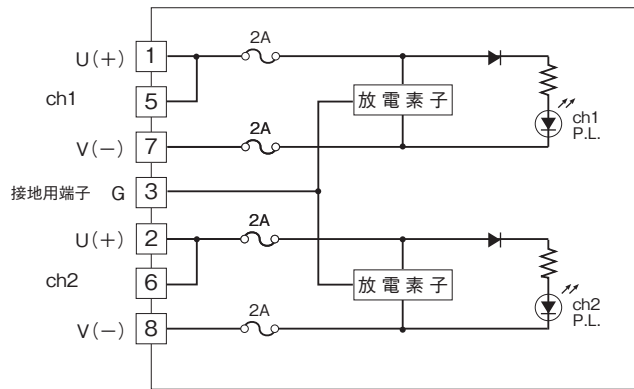 2A
U(+) 1
ch1 5
放電素子
ch1
P.L.
2A
V(−) 7
接地用端子 G 3
2A
U(+) 2
ch2 6
放電素子
ch2
P.L.
2A
V(−) 8